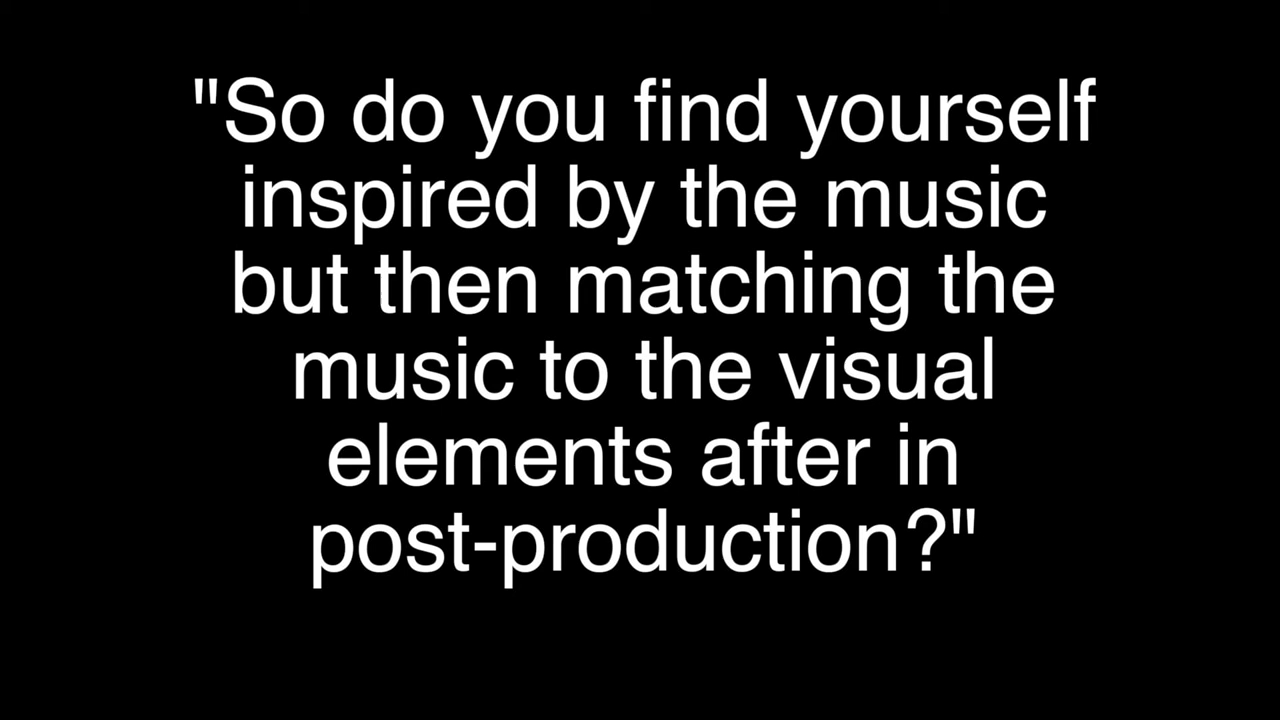 "So do you find yourself
inspired by the music
but then matching the
music to the visual
elements after in
post-production?"